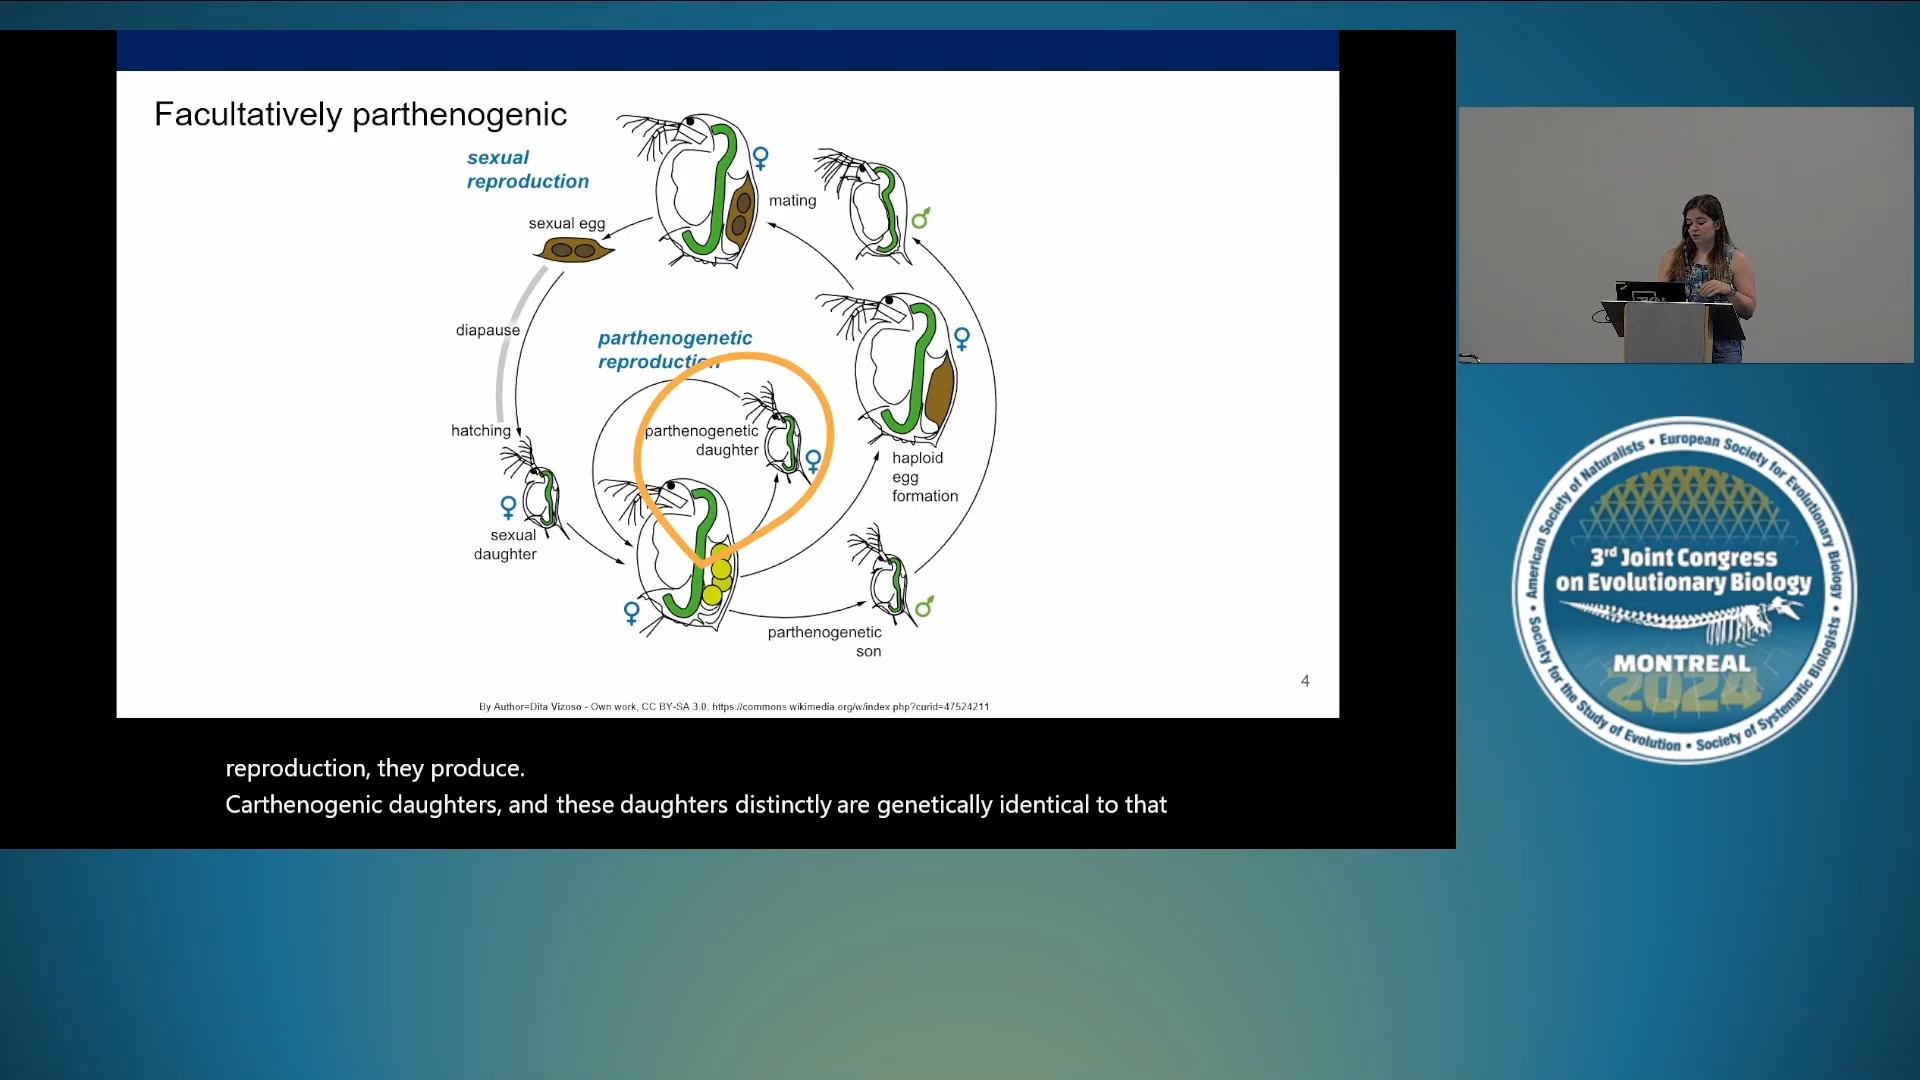 Facultatively parthenogenic
sexual
reproduction
mating
sexual egg
diapause
parthenogenetic
reproduction
hatching
parthenogenetic
daughter
haploid
egg
formation
sexual
daughter
parthenogenetic
son
4
By Author=Dita Vizoso - Own work, CC BY-SA 3.0, https://commons.wikimedia.org/w/index.php?curid=47524211
reproduction, they produce.
Carthenogenic daughters, and these daughters distinctly are genetically identical to that
American Society of Naturalists • European Society for Evolutionary Biology • Society of Systematic Biologists • Society for the Study of Evolution •
3rd Joint Congress
on Evolutionary Biology
MONTREAL
2024